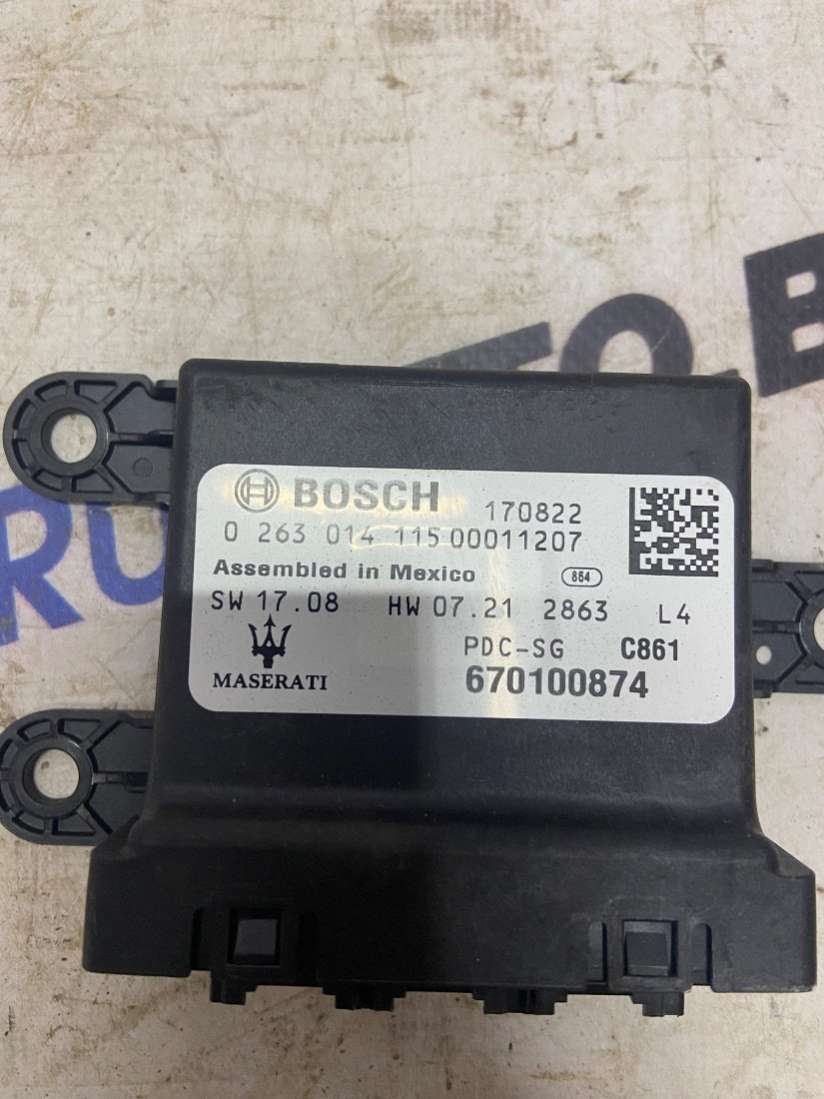 BOSCH 170822
0 263 014 115 00011207
Assembled in Mexico 864
SW 17.08 HW 07.21 2863 L4
PDC-SG C861
MASERATI 670100874